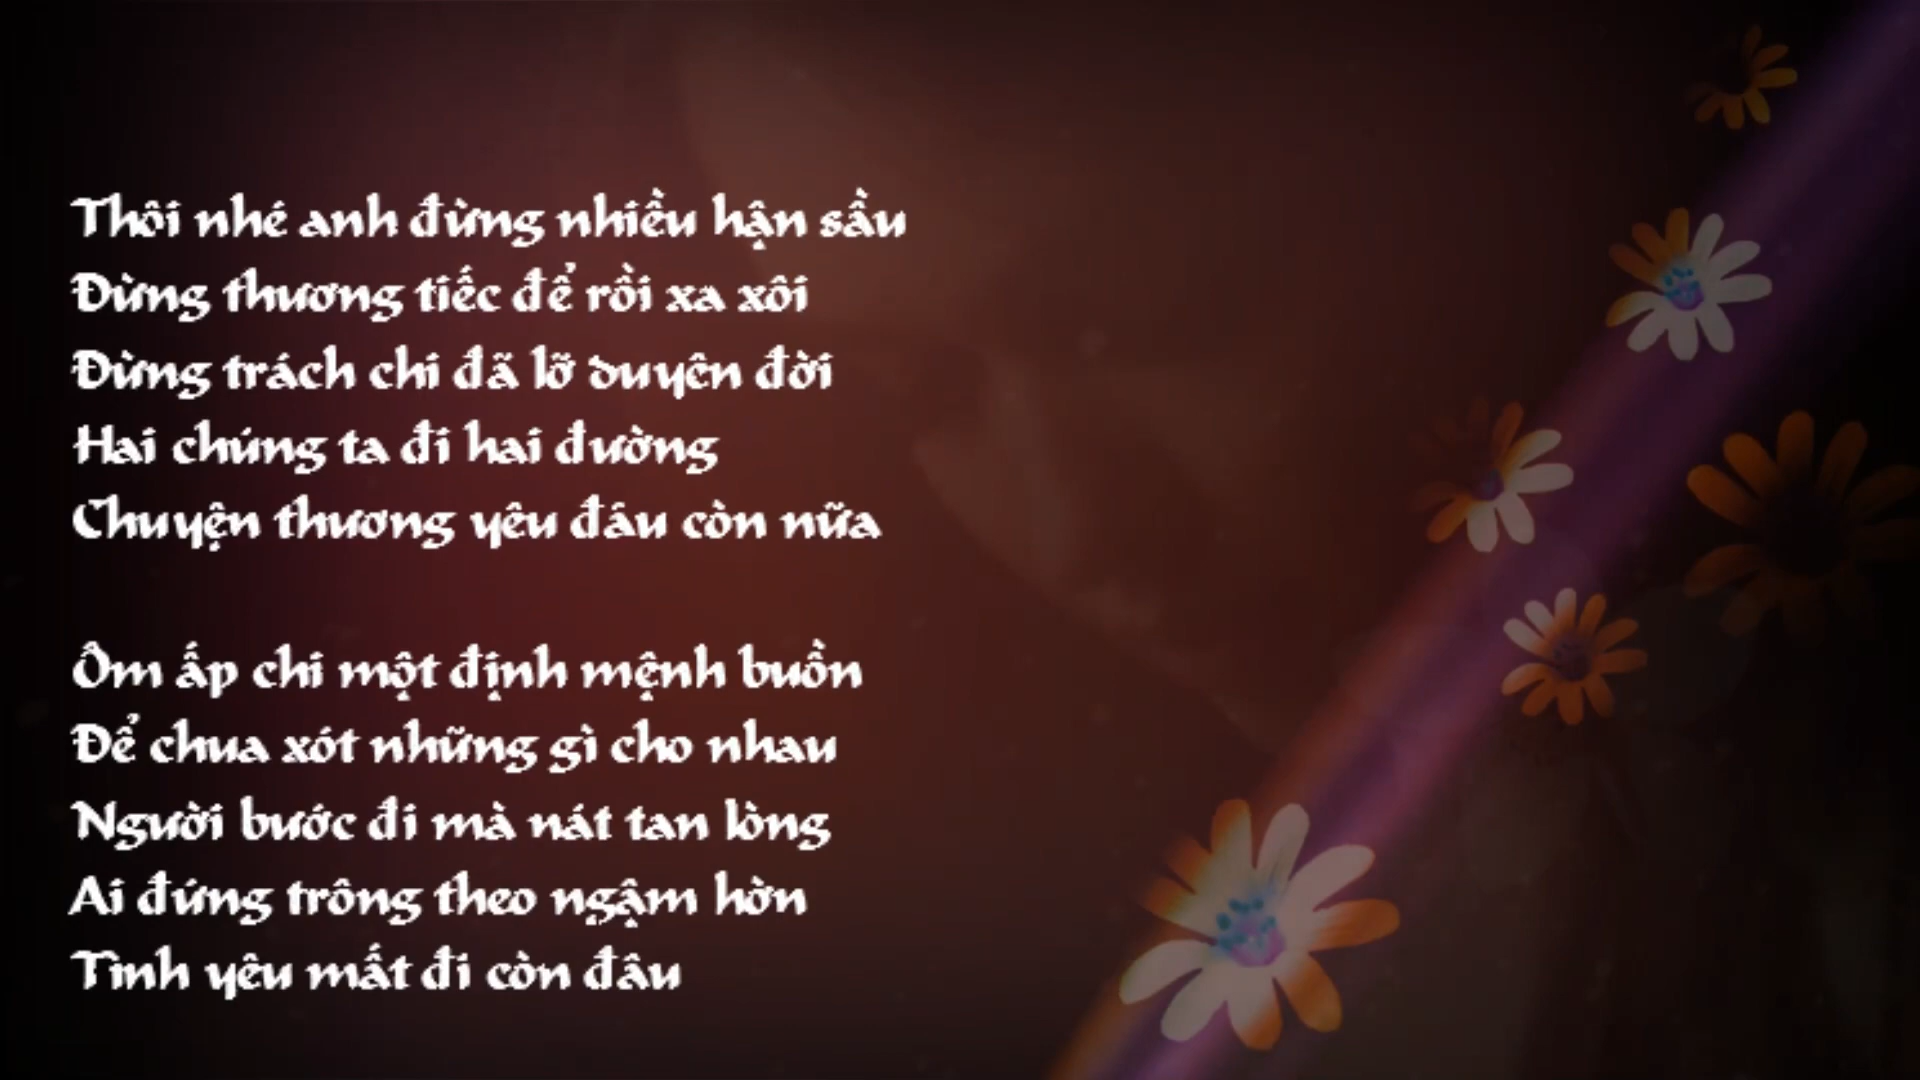 Thôi nhé anh đừng nhiều hận sầu
Đừng thương tiếc để rồi xa xôi
Đừng trách chi đã lỡ duyên đời
Hai chúng ta đi hai đường
Chuyện thương yêu đáu còn nữa
Ôm ấp chi một định mệnh buồn
Để chua xót những gì cho nhau
Người bước đi mà nát tan lòng
Ai đứng trông theo ngậm hờn
Tình yêu mất đi còn đâu